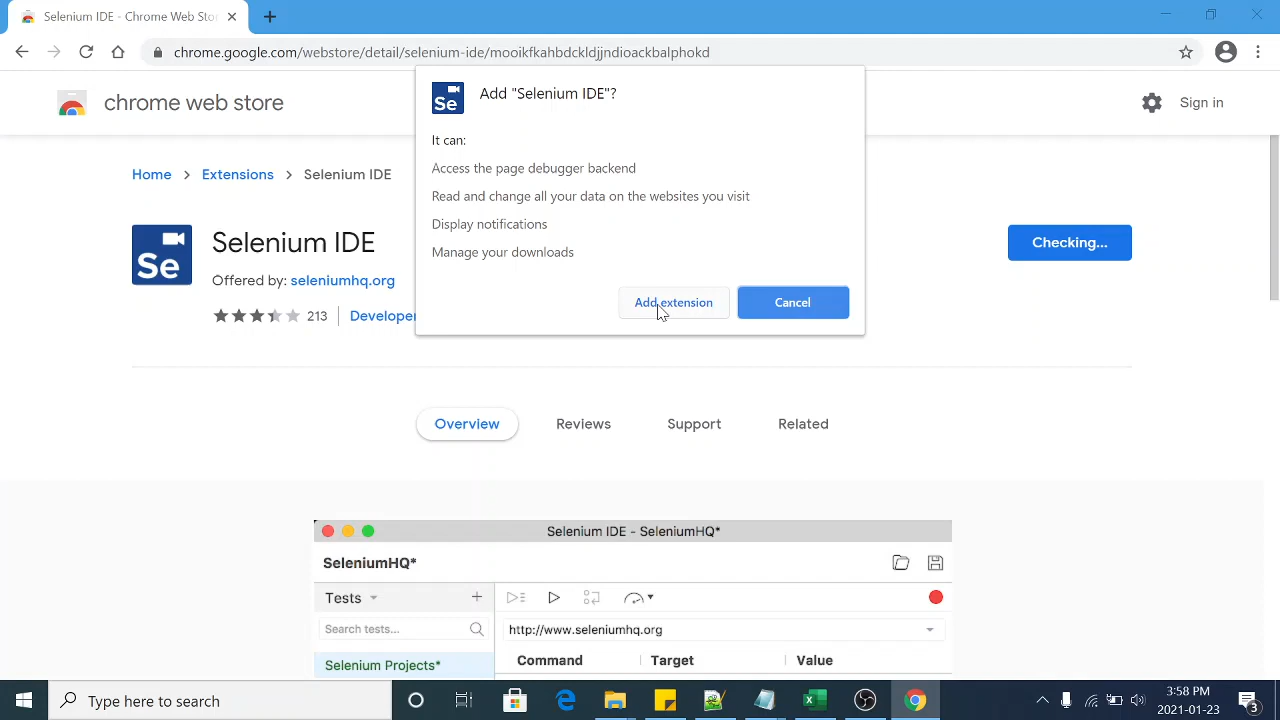 Selenium IDE - Chrome Web Stor
chrome.google.com/webstore/detail/selenium-ide/mooikfkahbdckldjjndioackbalphokd
chrome web store
Sign in
Se
Add "Selenium IDE"?
It can:
Access the page debugger backend
Read and change all your data on the websites you visit
Display notifications
Manage your downloads
Add extension
Cancel
Home > Extensions > Selenium IDE
Se
Selenium IDE
Checking...
Offered by: seleniumhq.org
213
Developer
Overview
Reviews
Support
Related
Selenium IDE - SeleniumHQ*
SeleniumHQ*
Tests
Search tests...
http://www.seleniumhq.org
Selenium Projects*
Command
Target
Value
Type here to search
3:58 PM
2021-01-23
3